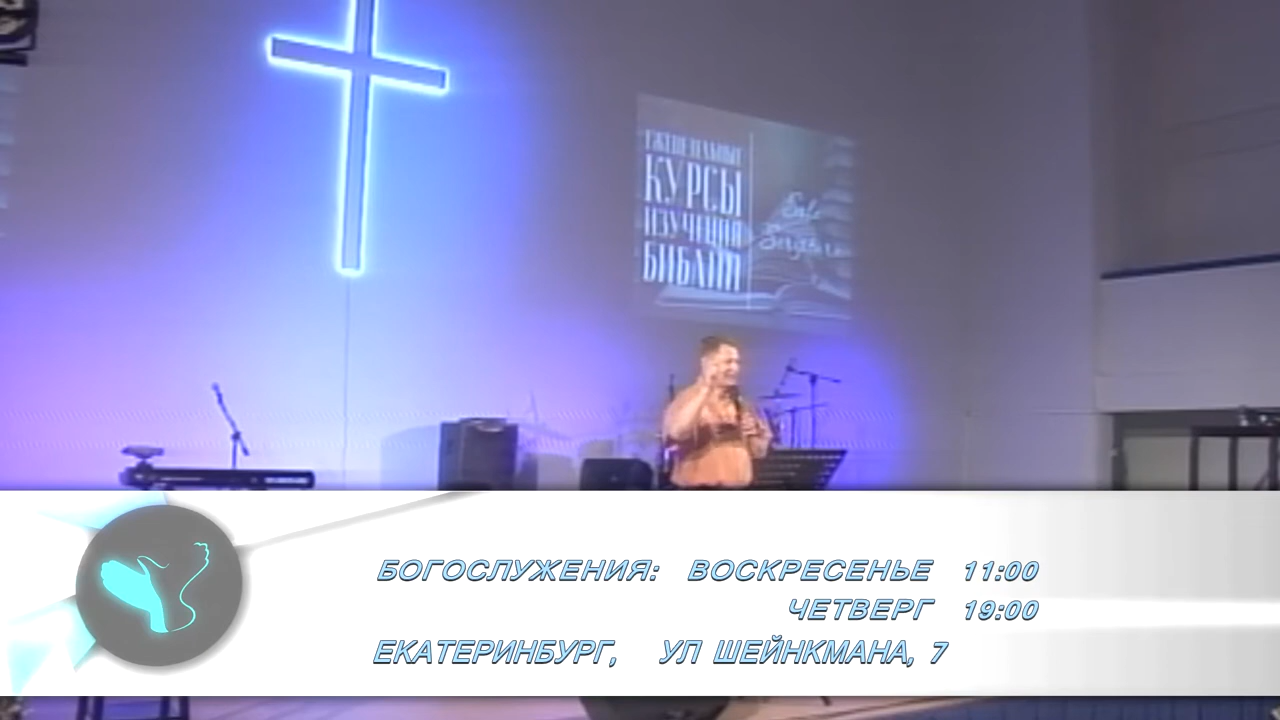 КУРСЫ
ИЗУЧЕНИЯ
БИБЛИИ
БОГОСЛУЖЕНИЯ: ВОСКРЕСЕНЬЕ 11:00
ЧЕТВЕРГ 19:00
ЕКАТЕРИНБУРГ, УЛ ШЕЙНКМАНА, 7